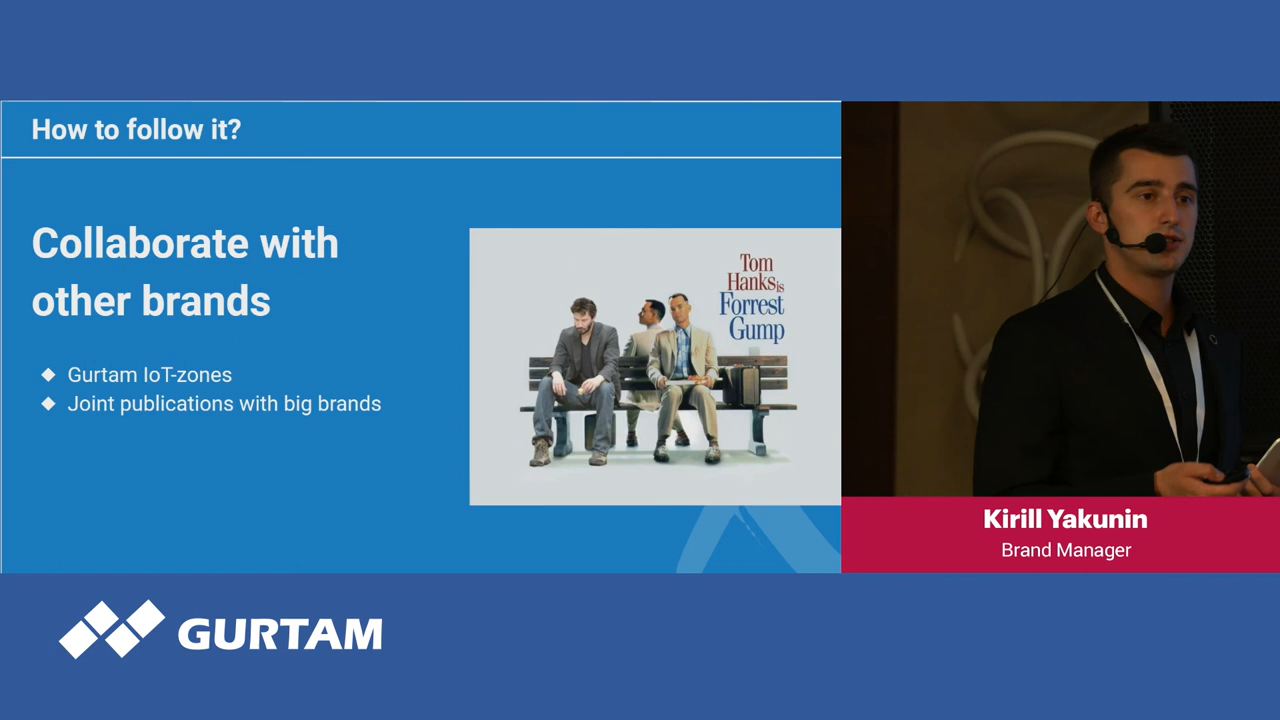 How to follow it?
Collaborate with
other brands
Gurtam IoT-zones
Joint publications with big brands
Tom
Hanks is
Forrest
Gump
Kirill Yakunin
Brand Manager
GURTAM